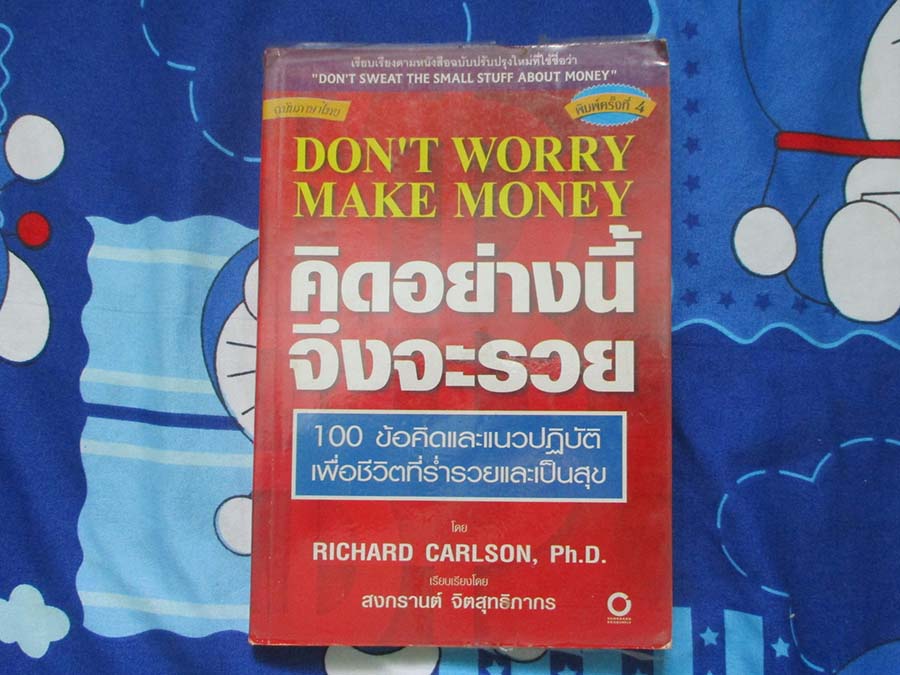 เรียบเรียงตามหนังสือฉบับปรับปรุงใหม่ที่ใช้ชื่อว่า
"DON'T SWEAT THE SMALL STUFF ABOUT MONEY"
ฉบับภาษาไทย
พิมพ์ครั้งที่ 4
DON'T WORRY
MAKE MONEY
คิดอย่างนี้
จึงจะรวย
100 ข้อคิดและแนวปฏิบัติ
เพื่อชีวิตที่ร่ำรวยและเป็นสุข
โดย
RICHARD CARLSON, Ph.D.
เรียบเรียงโดย
สงกรานต์ จิตสุทธิภากร